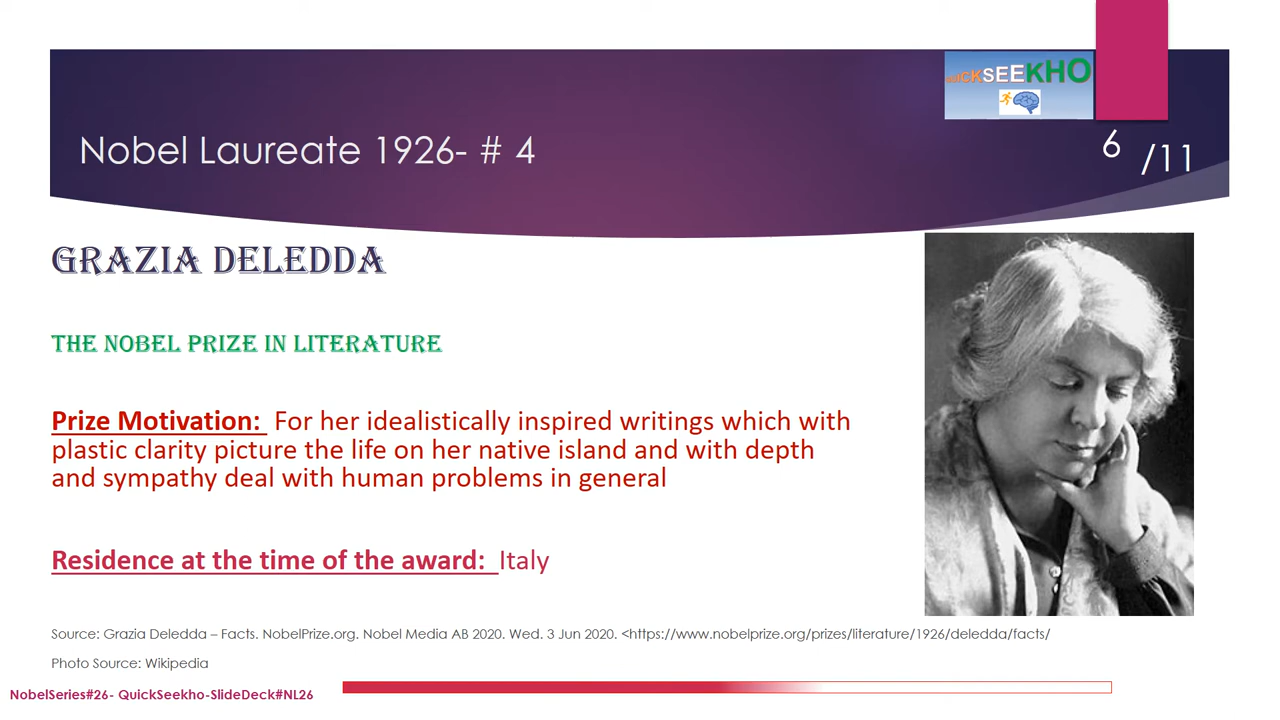 QUICKSEEKHO
Nobel Laureate 1926- # 4
6 /11
GRAZIA DELEDDA
THE NOBEL PRIZE IN LITERATURE
Prize Motivation: For her idealistically inspired writings which with
plastic clarity picture the life on her native island and with depth
and sympathy deal with human problems in general
Residence at the time of the award: Italy
Source: Grazia Deledda – Facts. NobelPrize.org. Nobel Media AB 2020. Wed. 3 Jun 2020. <https://www.nobelprize.org/prizes/literature/1926/deledda/facts/
Photo Source: Wikipedia
NobelSeries#26- QuickSeekho-SlideDeck#NL26